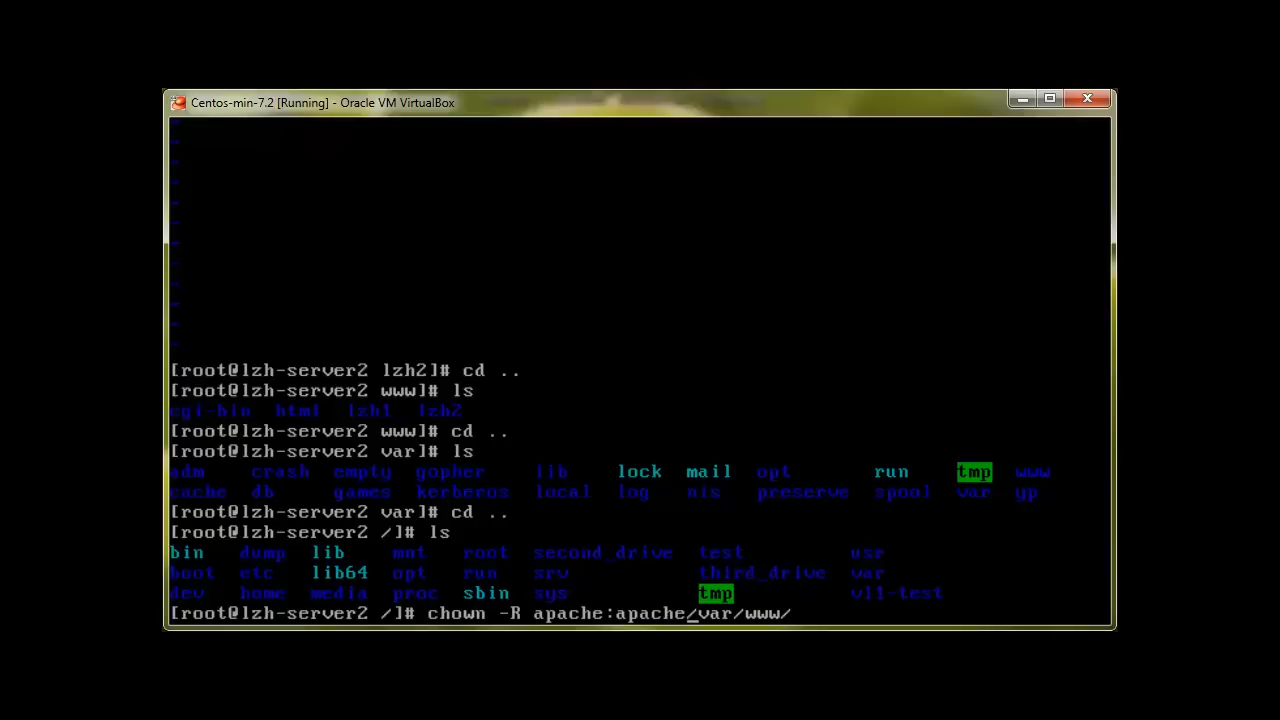 Centos-min-7.2 [Running] - Oracle VM VirtualBox
~
~
~
~
~
~
~
~
~
~
~
~
[root@lzh-server2 lzh2]# cd ..
[root@lzh-server2 www]# ls
cgi-bin html lzh1 lzh2
[root@lzh-server2 www]# cd ..
[root@lzh-server2 var]# ls
adm crash empty gopher lib lock mail opt run tmp www
cache db games kerberos local log nis preserve spool var yp
[root@lzh-server2 var]# cd ..
[root@lzh-server2 /]# ls
bin dump lib mnt root second_drive test usr
boot etc lib64 opt run srv third_drive var
dev home media proc sbin sys tmp vl1-test
[root@lzh-server2 /]# chown -R apache:apache/var/www/